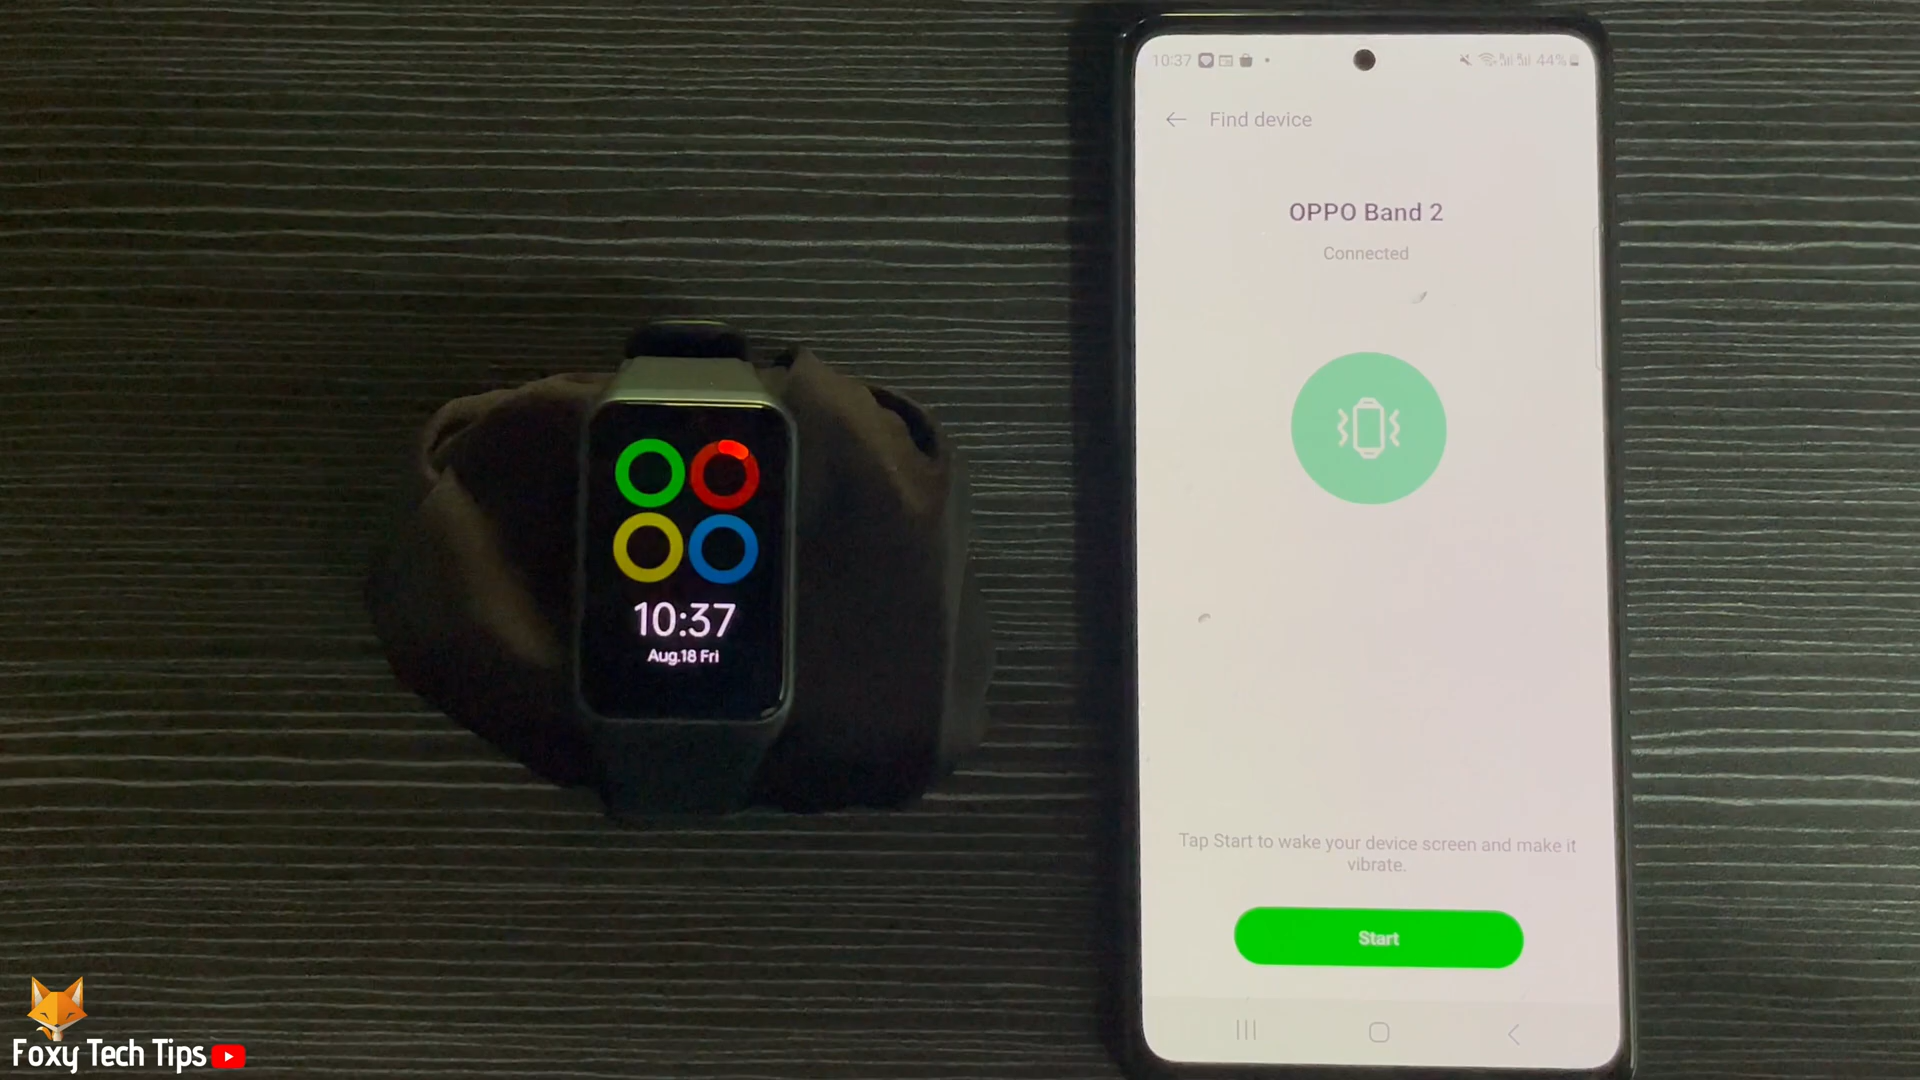 10:37
44%
Find device
OPPO Band 2
Connected
10:37
Aug.18 Fri
Tap Start to wake your device screen and make it
vibrate.
Start
Foxy Tech Tips